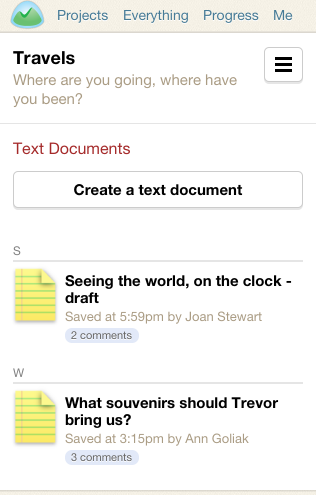 Projects Everything Progress Me
Travels
Where are you going, where have
you been?
Text Documents
Create a text document
S
Seeing the world, on the clock -
draft
Saved at 5:59pm by Joan Stewart
2 comments
W
What souvenirs should Trevor
bring us?
Saved at 3:15pm by Ann Goliak
3 comments